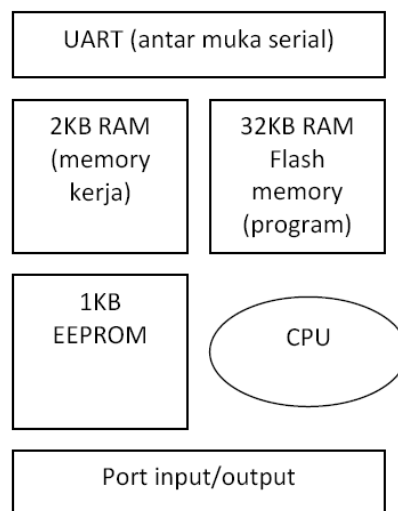 UART (antar muka serial)
2KB RAM
(memory
kerja)
32KB RAM
Flash
memory
(program)
1KB
EEPROM
CPU
Port input/output